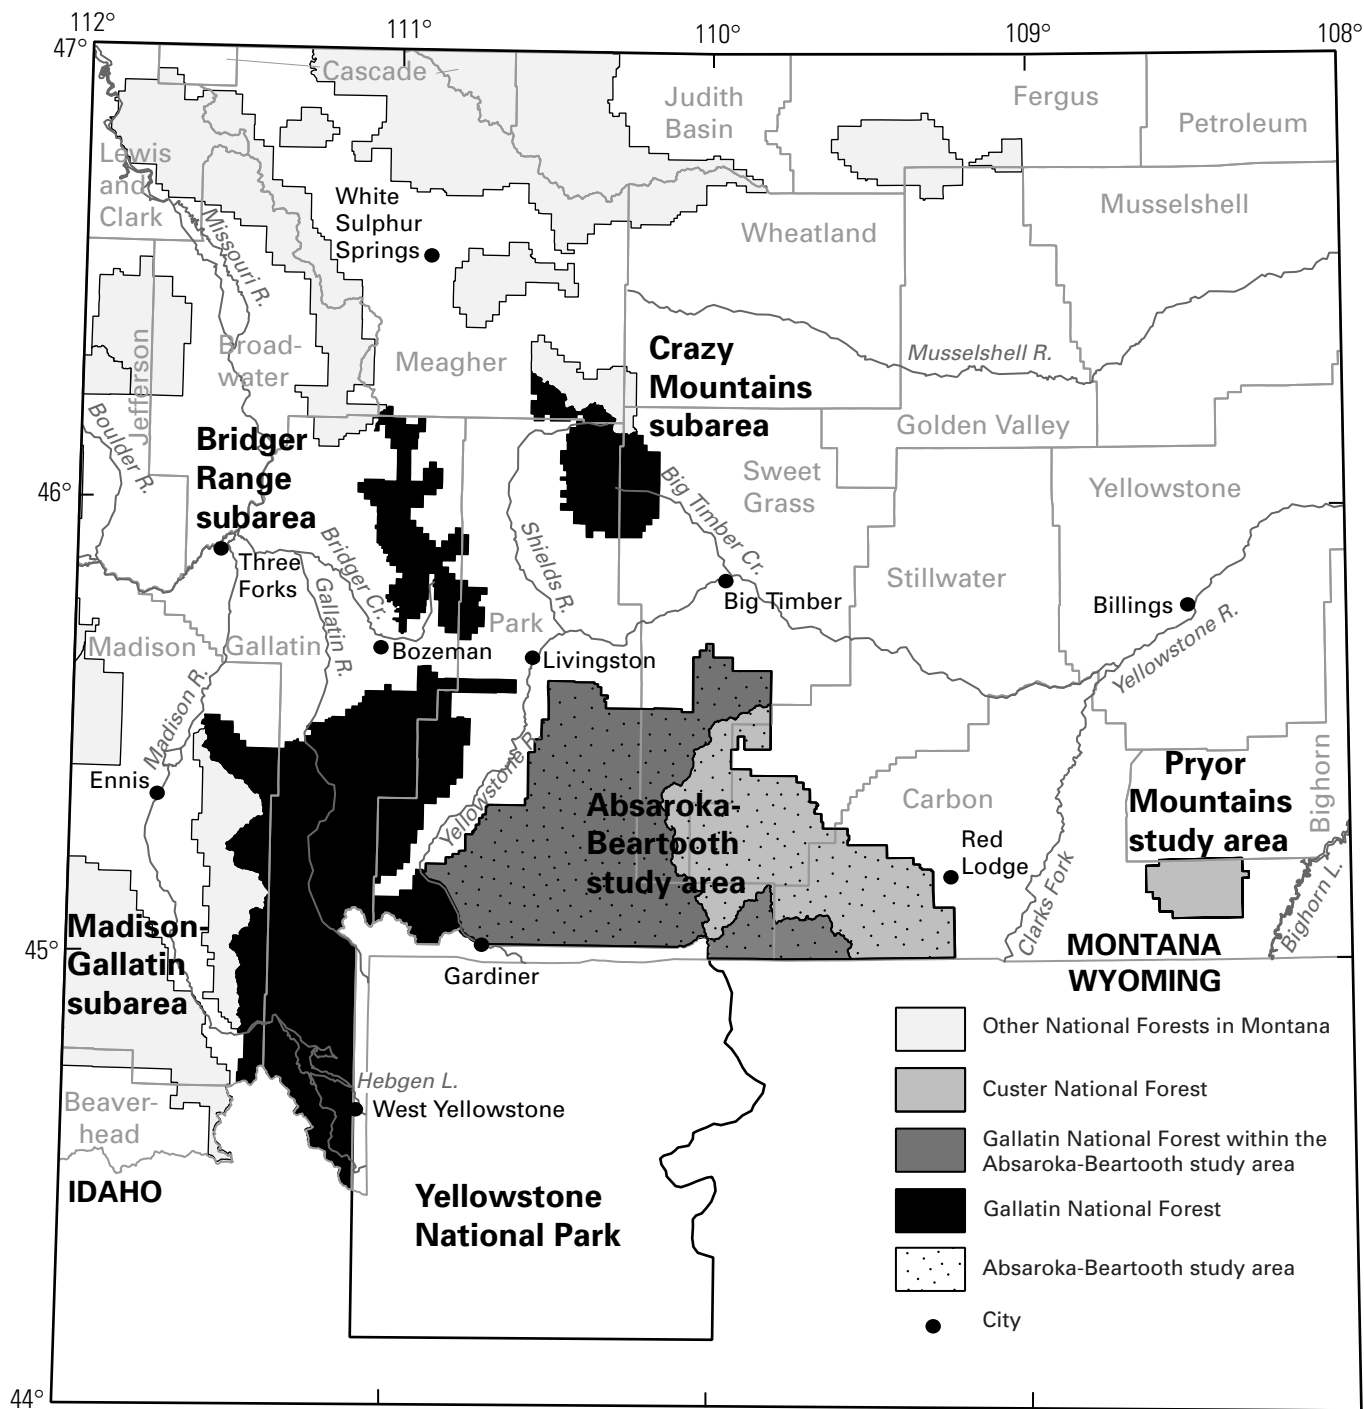 112°
111°
110°
109°
108°
47°
Cascade
Judith
Basin
Fergus
Petroleum
Lewis
and
Clark
White
Sulphur
Springs
Missouri R.
Wheatland
Musselshell
Jefferson
Broad-
water
Meagher
Crazy
Mountains
subarea
Musselshell R.
Boulder R.
Bridger
Range
subarea
Golden Valley
46°
Sweet
Grass
Big Timber Cr.
Yellowstone
Three
Forks
Bridger Cr.
Gallatin R.
Shields R.
Stillwater
Big Timber
Billings
Madison
Gallatin
Park
Bozeman
Livingston
Yellowstone R.
Madison R.
Ennis
Yellowstone R.
Absaroka-
Beartooth
study area
Carbon
Red
Lodge
Pryor
Mountains
study area
Bighorn
Clarks Fork
Bighorn L.
Madison-
Gallatin
subarea
45°
Gardiner
MONTANA
WYOMING
Hebgen L.
West Yellowstone
Beaver-
head
IDAHO
Yellowstone
National Park
Other National Forests in Montana
Custer National Forest
Gallatin National Forest within the
Absaroka-Beartooth study area
Gallatin National Forest
Absaroka-Beartooth study area
City
44°